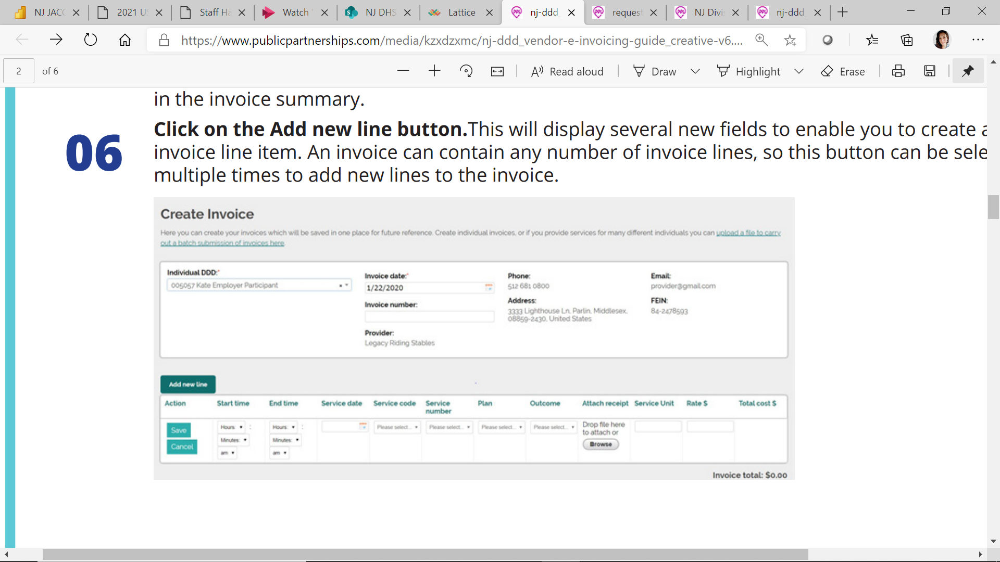 NJ JAC
2021 U
Staff Ha
Watch
NJ DHS
Lattice
nj-ddd_
request
NJ Divi
nj-ddd_
https://www.publicpartnerships.com/media/kzxdzxmc/nj-ddd_vendor-e-invoicing-guide_creative-v6....
2 of 6
Read aloud
Draw
Highlight
Erase
in the invoice summary.
06
Click on the Add new line button.This will display several new fields to enable you to create a
invoice line item. An invoice can contain any number of invoice lines, so this button can be sele
multiple times to add new lines to the invoice.
Create Invoice
Here you can create your invoices which will be saved in one place for future reference. Create individual invoices, or if you provide services for many different individuals you can upload a file to carry
out a batch submission of invoices here.
Individual DDD:*
005057 Kate Employer Participant
Invoice date:*
1/22/2020
Invoice number:
Provider:
Legacy Riding Stables
Phone:
512 681 0800
Address:
3333 Lighthouse Ln, Parlin, Middlesex,
08859-2430, United States
Email:
provider@gmail.com
FEIN:
84-2478593
Add new line
Action Start time End time Service date Service code Service number Plan Outcome Attach receipt Service Unit Rate $ Total cost $
Save
Cancel
Hours:
Minutes:
am
Hours:
Minutes:
am
Please select...
Please select...
Please select...
Please select...
Drop file here
to attach or
Browse
Invoice total: $0.00